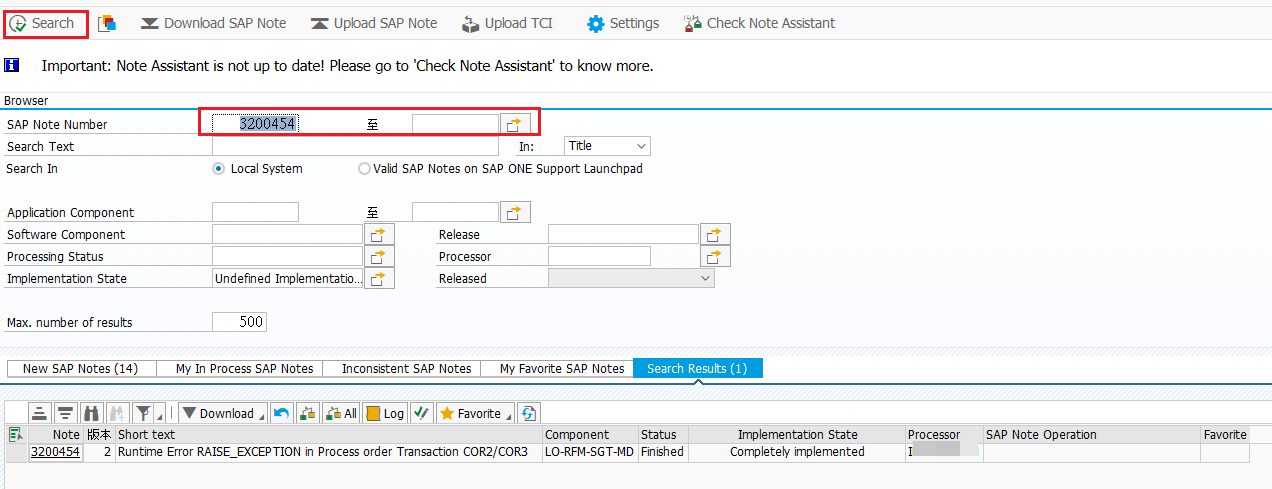 Search Download SAP Note Upload SAP Note Upload TCI Settings Check Note Assistant
Important: Note Assistant is not up to date! Please go to 'Check Note Assistant' to know more.
Browser
SAP Note Number 3200454 至
Search Text In: Title
Search In Local System Valid SAP Notes on SAP ONE Support Launchpad
Application Component 至
Software Component Release
Processing Status Processor
Implementation State Undefined Implementatio... Released
Max. number of results 500
New SAP Notes (14) My In Process SAP Notes Inconsistent SAP Notes My Favorite SAP Notes Search Results (1)
Download All Log Favorite
Note 版本 Short text Component Status Implementation State Processor SAP Note Operation Favorite
3200454 2 Runtime Error RAISE_EXCEPTION in Process order Transaction COR2/COR3 LO-RFM-SGT-MD Finished Completely implemented